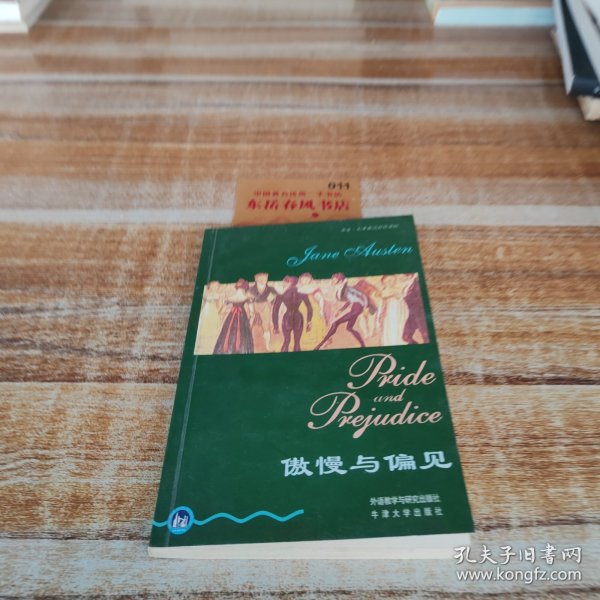 011
东岳春风书店
Jane Austen
Pride
and
Prejudice
傲慢与偏见
外语教学与研究出版社
牛津大学出版社
孔夫子旧书网
www.kongfz.com